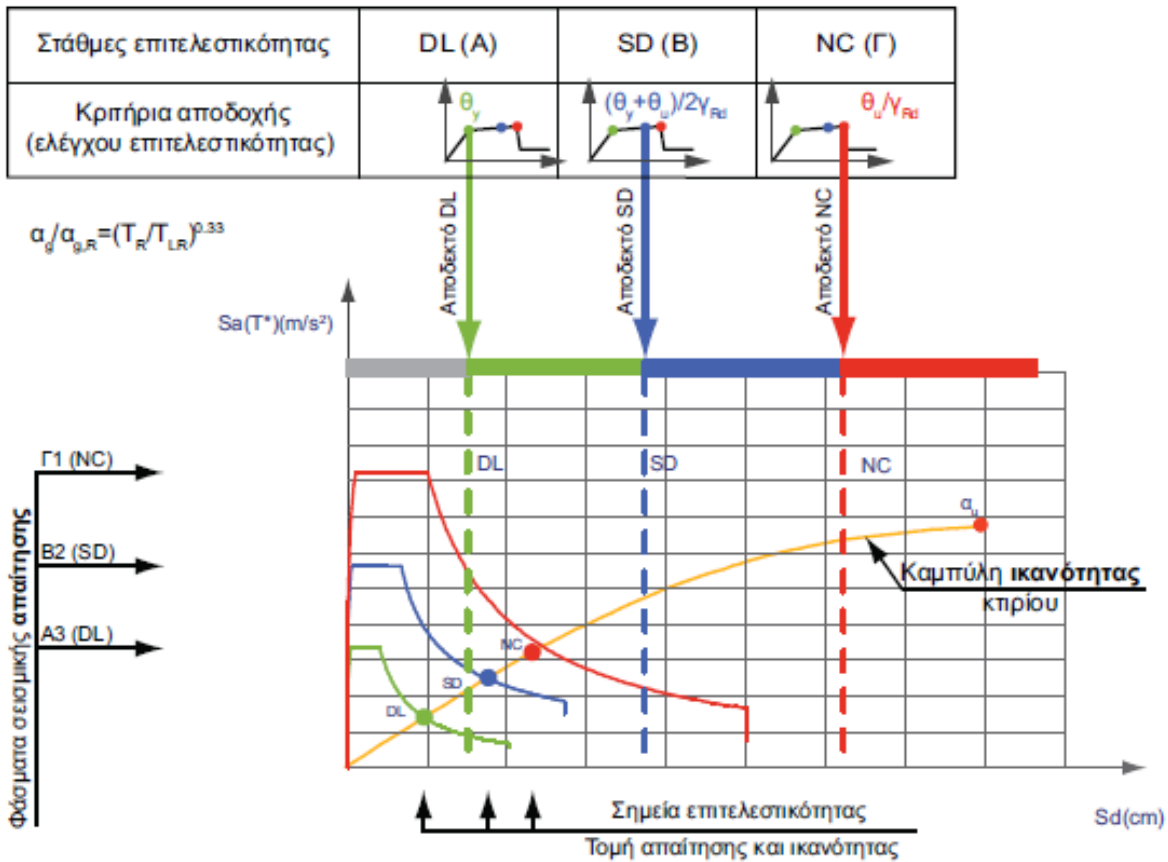 Στάθμες επιτελεστικότητας
DL (A)
SD (B)
NC (Γ)
Κριτήρια αποδοχής
(ελέγχου επιτελεστικότητας)
θy
(θy+θu)/2γRd
θu/γRd
Αποδεκτό DL
Αποδεκτό SD
Αποδεκτό NC
αg/αg,R=(TR/TLR)^0.33
Sa(T*)(m/s²)
Φάσματα σεισμικής απαίτησης
Γ1 (NC)
B2 (SD)
A3 (DL)
DL
SD
NC
αu
Καμπύλη ικανότητας
κτιρίου
NC
SD
DL
Σημεία επιτελεστικότητας
Τομή απαίτησης και ικανότητας
Sd(cm)